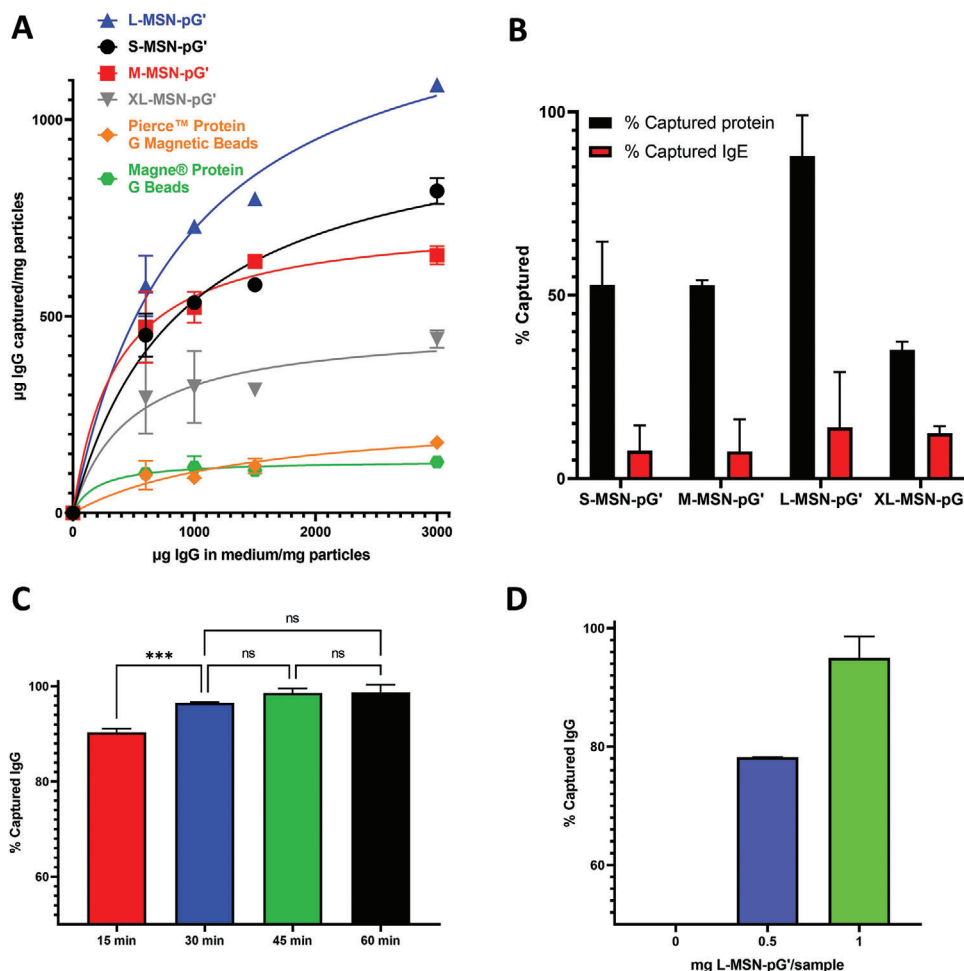 A
L-MSN-pG'
S-MSN-pG'
M-MSN-pG'
XL-MSN-pG'
Pierce™ Protein
G Magnetic Beads
Magne® Protein
G Beads
1000
500
0
µg IgG captured/mg particles
0
1000
2000
3000
µg IgG in medium/mg particles
B
% Captured protein
% Captured IgE
100
50
0
% Captured
S-MSN-pG'
M-MSN-pG'
L-MSN-pG'
XL-MSN-pG
C
ns
***
ns
ns
100
80
60
% Captured IgG
15 min
30 min
45 min
60 min
D
100
80
60
% Captured IgG
0
0.5
1
mg L-MSN-pG'/sample